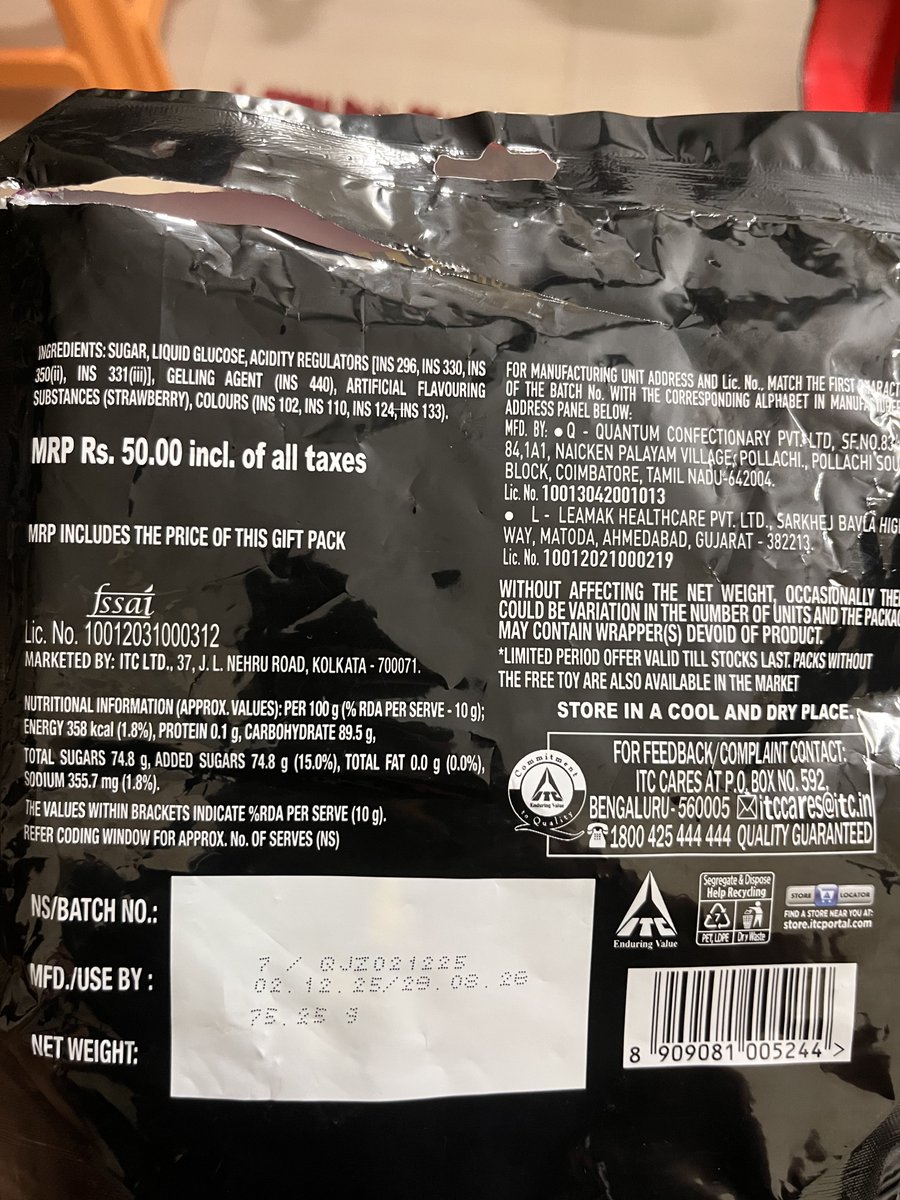 INGREDIENTS: SUGAR, LIQUID GLUCOSE, ACIDITY REGULATORS [INS 296, INS 330, INS
350(ii), INS 331(iii)], GELLING AGENT (INS 440), ARTIFICIAL FLAVOURING
SUBSTANCES (STRAWBERRY), COLOURS (INS 102, INS 110, INS 124, INS 133).
MRP Rs. 50.00 incl. of all taxes
MRP INCLUDES THE PRICE OF THIS GIFT PACK
fssai
Lic. No. 10012031000312
MARKETED BY: ITC LTD., 37, J. L. NEHRU ROAD, KOLKATA - 700071.
NUTRITIONAL INFORMATION (APPROX. VALUES): PER 100 g (% RDA PER SERVE - 10 g);
ENERGY 358 kcal (1.8%), PROTEIN 0.1 g, CARBOHYDRATE 89.5 g,
TOTAL SUGARS 74.8 g, ADDED SUGARS 74.8 g (15.0%), TOTAL FAT 0.0 g (0.0%),
SODIUM 355.7 mg (1.8%).
THE VALUES WITHIN BRACKETS INDICATE %RDA PER SERVE (10 g).
REFER CODING WINDOW FOR APPROX. No. OF SERVES (NS)
FOR MANUFACTURING UNIT ADDRESS AND Lic. No., MATCH THE FIRST
OF THE BATCH No. WITH THE CORRESPONDING ALPHABET IN
ADDRESS PANEL BELOW:
MFD. BY: ● Q - QUANTUM CONFECTIONARY PVT. LTD, SF.NO.83
84,1A1, NAICKEN PALAYAM VILLAGE, POLLACHI., POLLACHI SOU
BLOCK, COIMBATORE, TAMIL NADU-642004.
Lic. No. 10013042001013
● L - LEAMAK HEALTHCARE PVT. LTD., SARKHEJ BAVLA HIG
WAY, MATODA, AHMEDABAD, GUJARAT - 382213.
Lic. No. 10012021000219
WITHOUT AFFECTING THE NET WEIGHT, OCCASIONALLY THE
COULD BE VARIATION IN THE NUMBER OF UNITS AND THE PACKA
MAY CONTAIN WRAPPER(S) DEVOID OF PRODUCT.
*LIMITED PERIOD OFFER VALID TILL STOCKS LAST. PACKS WITHOUT
THE FREE TOY ARE ALSO AVAILABLE IN THE MARKET
STORE IN A COOL AND DRY PLACE.
Commitment
ITC
Enduring Value
to Quality
FOR FEEDBACK/COMPLAINT CONTACT:
ITC CARES AT P.O. BOX NO. 592,
BENGALURU-560005 itccares@itc.in
1800 425 444 444 QUALITY GUARANTEED
NS/BATCH NO.:
MFD./USE BY :
NET WEIGHT:
7 / QJZ021225
02.12.25/28.08.26
75.25 g
ITC
Enduring Value
Segregate & Dispose
Help Recycling
PET, LDPE
Dry Waste
STORE LOCATOR
FIND A STORE NEAR YOU AT:
store.itcportal.com
8 909081 005244 >